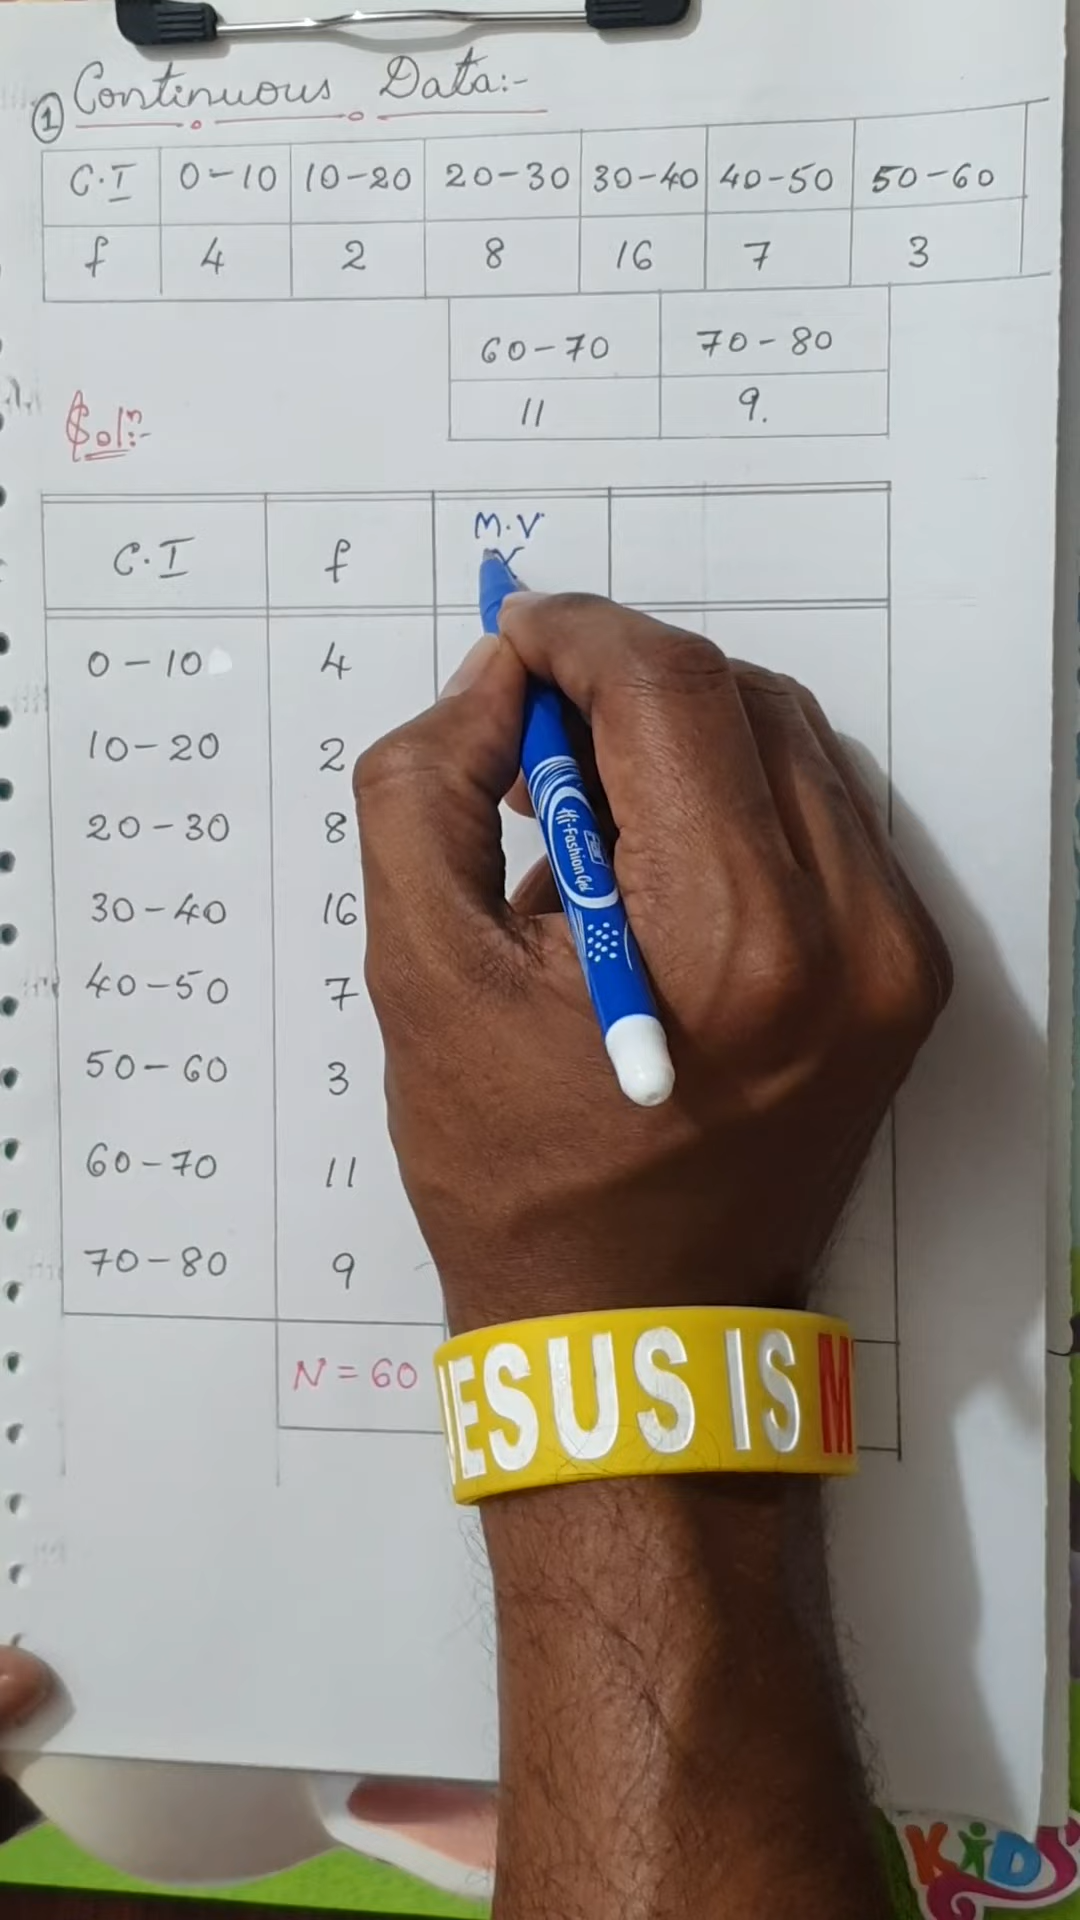 ① Continuous Data:-
C.I 0-10 10-20 20-30 30-40 40-50 50-60
f 4 2 8 16 7 3
60-70 70-80
11 9.
Solⁿ:-
C.I f M.V
X
0-10 4
10-20 2
20-30 8
30-40 16
40-50 7
50-60 3
60-70 11
70-80 9
N = 60
Hi-Fashion Gel
JESUS IS M
KiDS